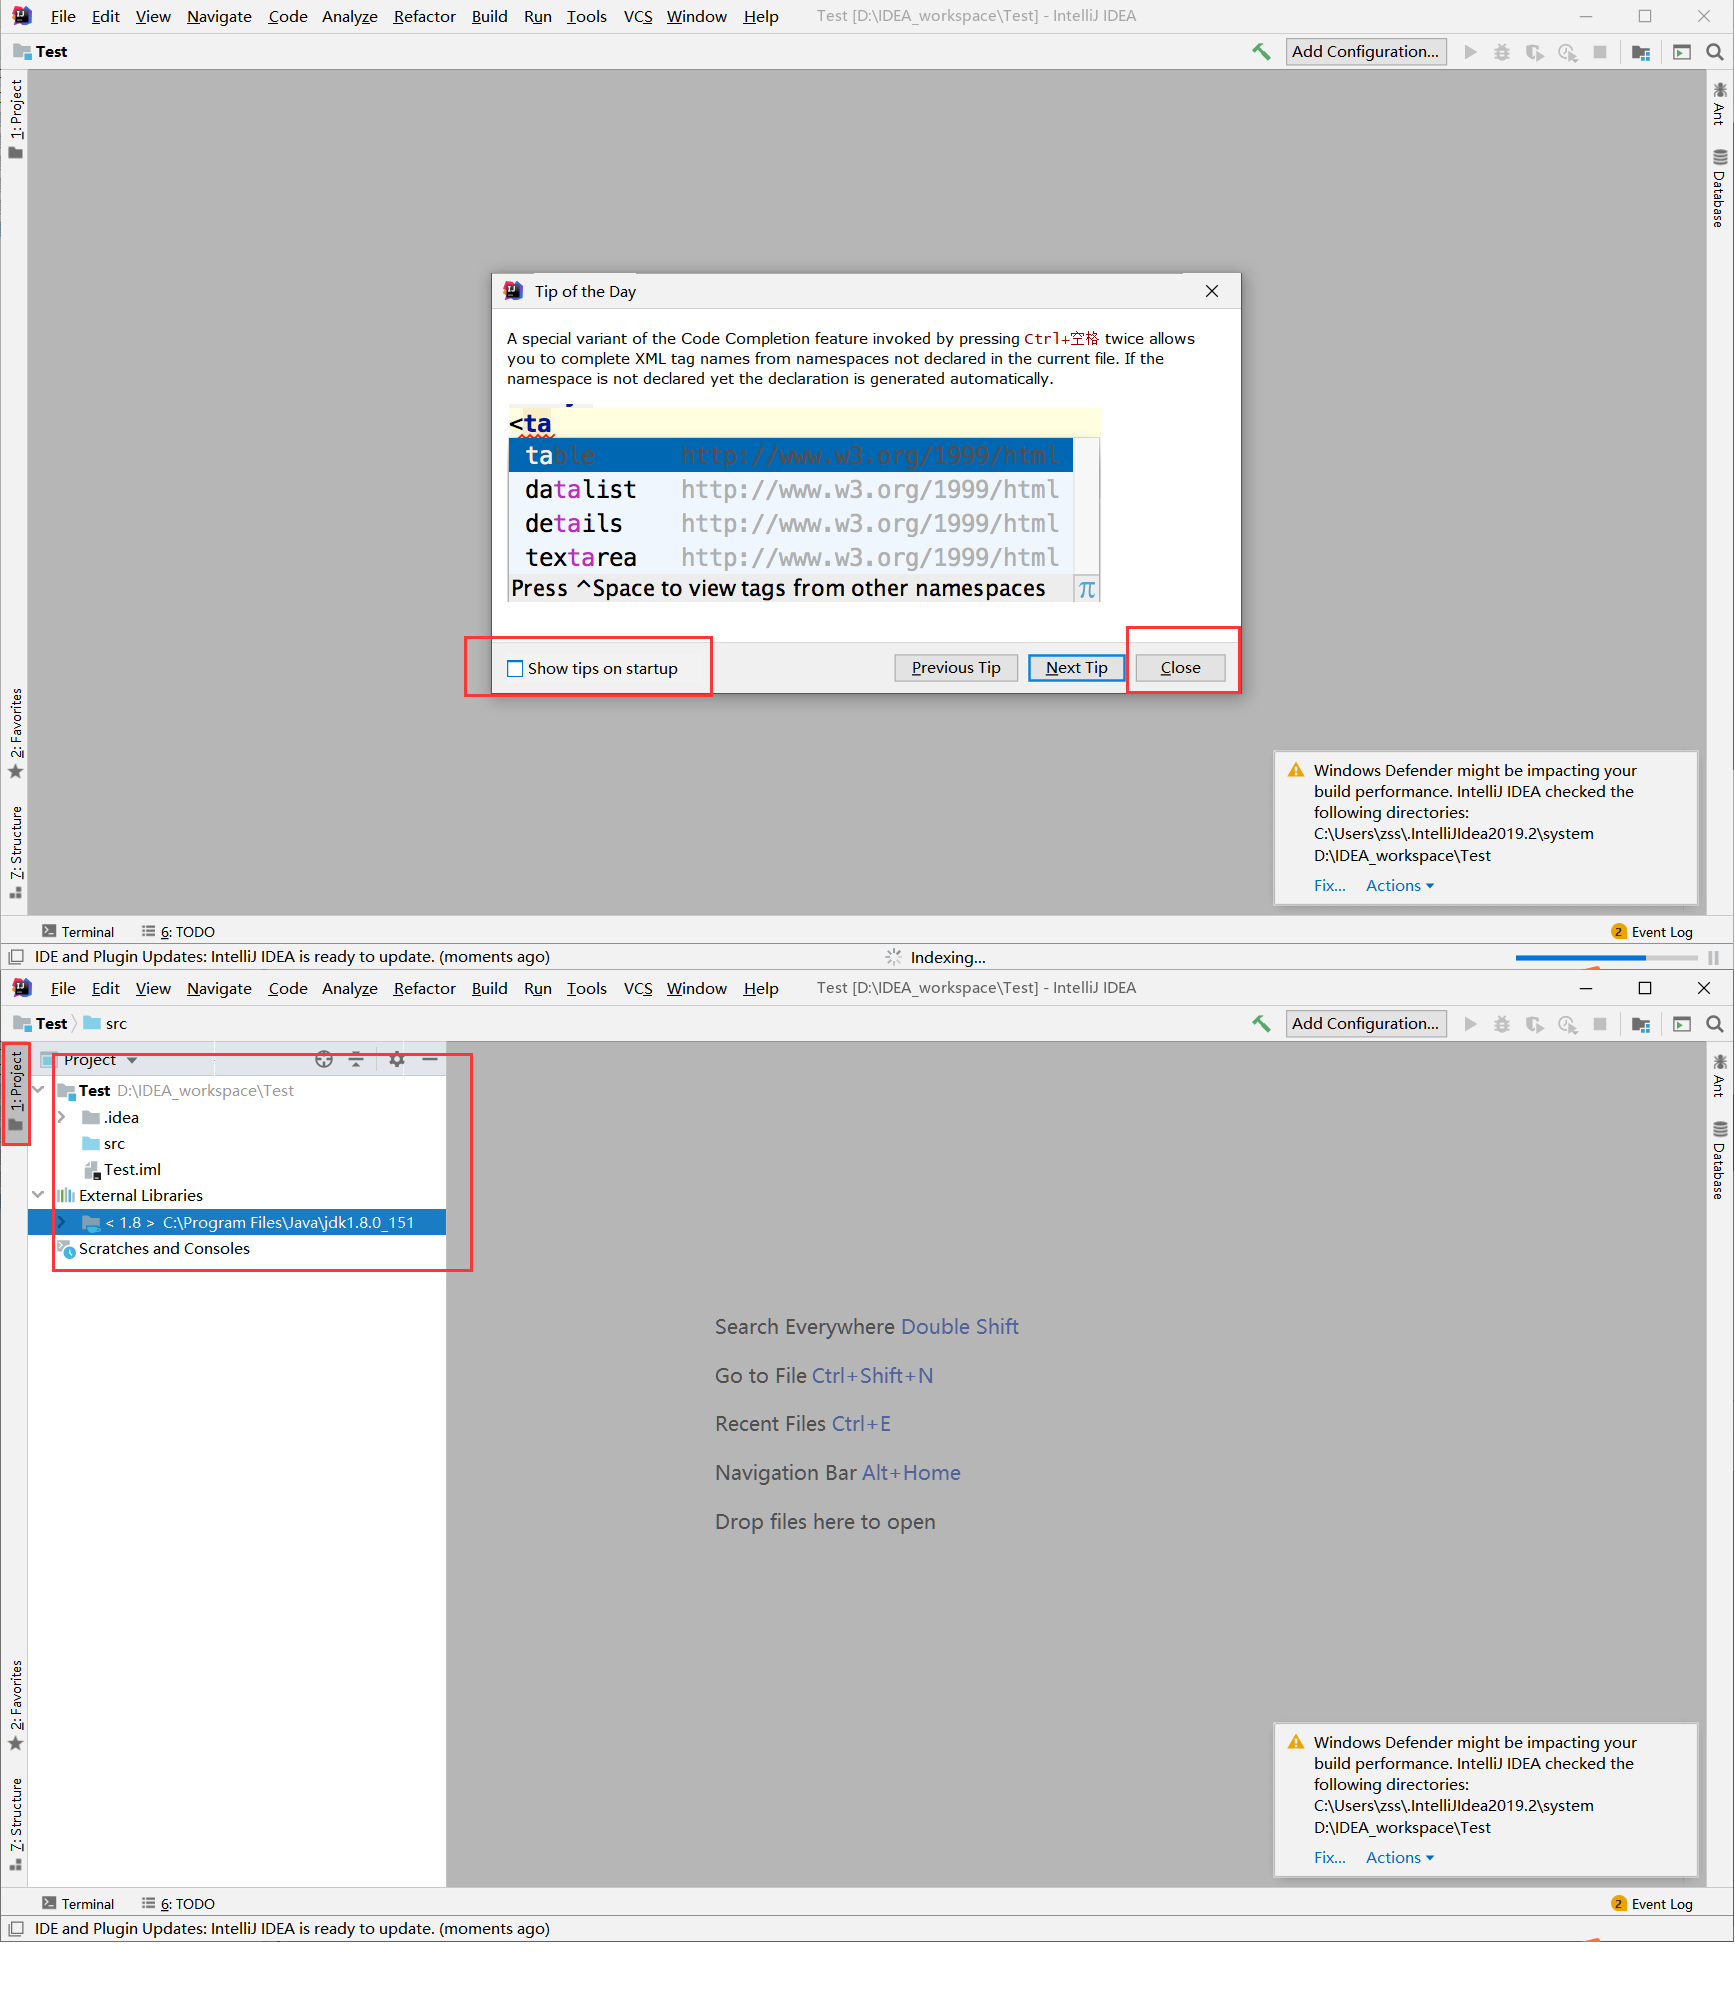 File Edit View Navigate Code Analyze Refactor Build Run Tools VCS Window Help Test [D:\IDEA_workspace\Test] - IntelliJ IDEA
Test
Add Configuration...
1: Project
Ant
Database
Tip of the Day
A special variant of the Code Completion feature invoked by pressing Ctrl+空格 twice allows
you to complete XML tag names from namespaces not declared in the current file. If the
namespace is not declared yet the declaration is generated automatically.
<ta
table http://www.w3.org/1999/html
datalist http://www.w3.org/1999/html
details http://www.w3.org/1999/html
textarea http://www.w3.org/1999/html
Press ^Space to view tags from other namespaces π
Show tips on startup Previous Tip Next Tip Close
2: Favorites
7: Structure
Windows Defender might be impacting your
build performance. IntelliJ IDEA checked the
following directories:
C:\Users\zss\.IntelliJIdea2019.2\system
D:\IDEA_workspace\Test
Fix... Actions
Terminal 6: TODO
2 Event Log
IDE and Plugin Updates: IntelliJ IDEA is ready to update. (moments ago) Indexing...
File Edit View Navigate Code Analyze Refactor Build Run Tools VCS Window Help Test [D:\IDEA_workspace\Test] - IntelliJ IDEA
Test src
Add Configuration...
1: Project
Project
Test D:\IDEA_workspace\Test
.idea
src
Test.iml
External Libraries
< 1.8 > C:\Program Files\Java\jdk1.8.0_151
Scratches and Consoles
Ant
Database
Search Everywhere Double Shift
Go to File Ctrl+Shift+N
Recent Files Ctrl+E
Navigation Bar Alt+Home
Drop files here to open
2: Favorites
7: Structure
Windows Defender might be impacting your
build performance. IntelliJ IDEA checked the
following directories:
C:\Users\zss\.IntelliJIdea2019.2\system
D:\IDEA_workspace\Test
Fix... Actions
Terminal 6: TODO
2 Event Log
IDE and Plugin Updates: IntelliJ IDEA is ready to update. (moments ago)